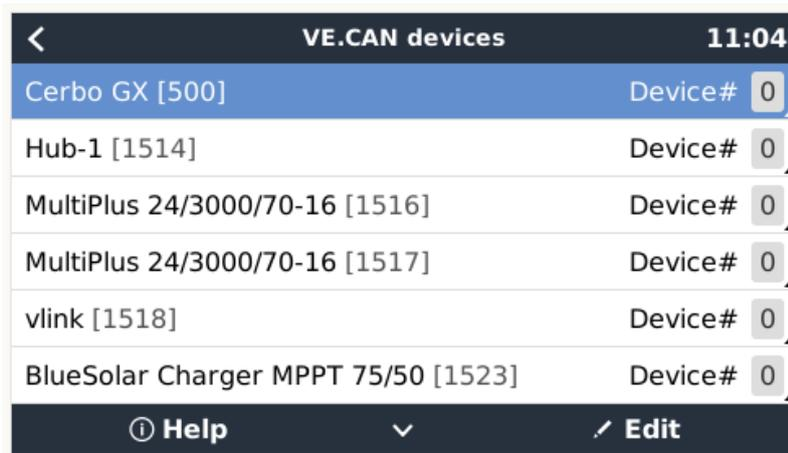 VE.CAN devices 11:04
Cerbo GX [500] Device# 0
Hub-1 [1514] Device# 0
MultiPlus 24/3000/70-16 [1516] Device# 0
MultiPlus 24/3000/70-16 [1517] Device# 0
vlink [1518] Device# 0
BlueSolar Charger MPPT 75/50 [1523] Device# 0
Help Edit